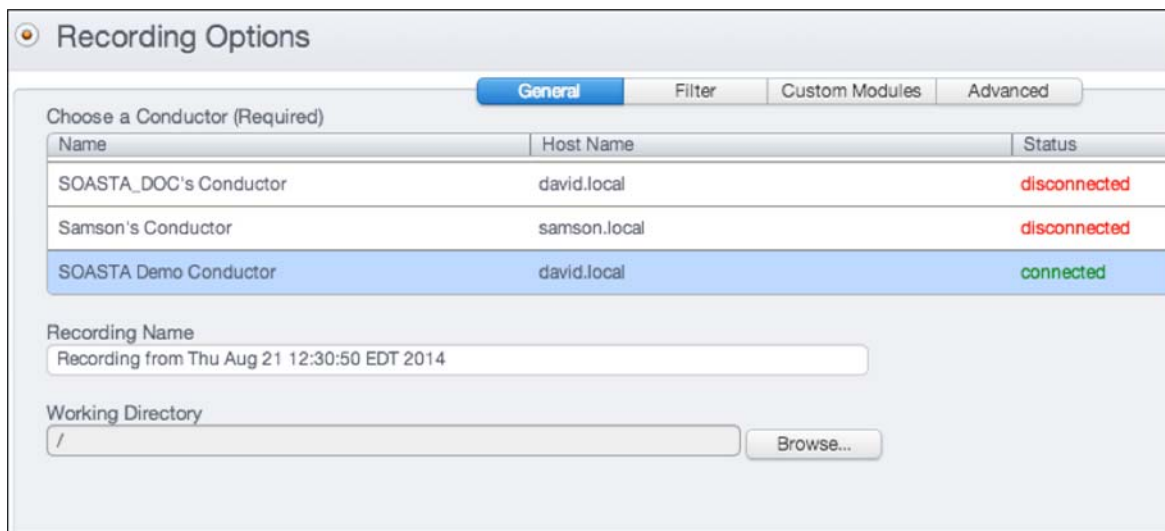 Recording Options
General Filter Custom Modules Advanced
Choose a Conductor (Required)
Name Host Name Status
SOASTA_DOC's Conductor david.local disconnected
Samson's Conductor samson.local disconnected
SOASTA Demo Conductor david.local connected
Recording Name
Recording from Thu Aug 21 12:30:50 EDT 2014
Working Directory
/ Browse...